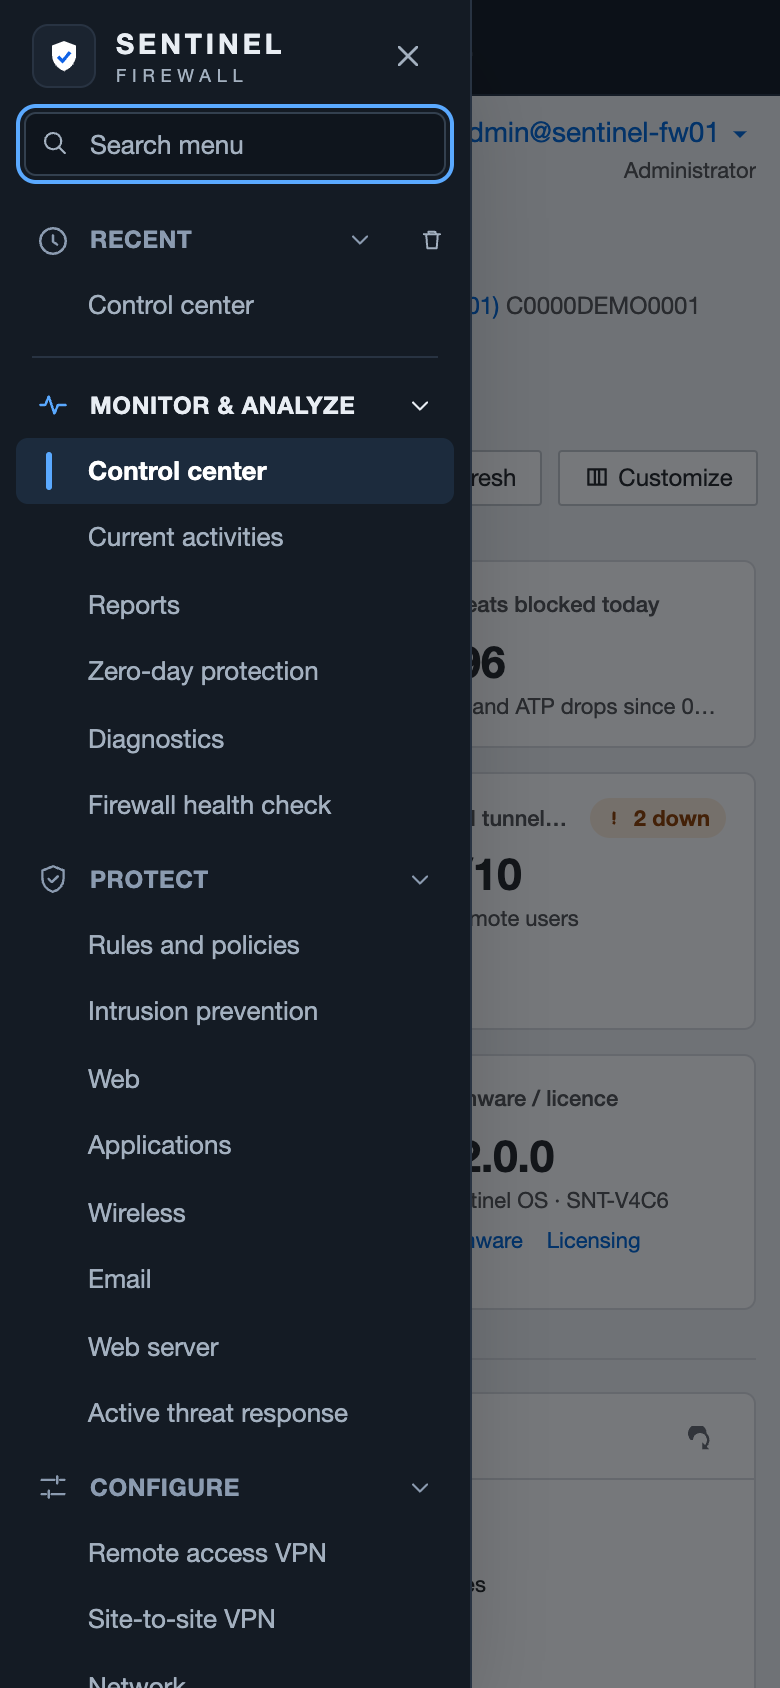 SENTINEL
FIREWALL
Search menu
dmin@sentinel-fw01
Administrator
RECENT
Control center
01) C0000DEMO0001
MONITOR & ANALYZE
Control center
resh
Customize
Current activities
Reports
eats blocked today
96
Zero-day protection
and ATP drops since 0...
Diagnostics
Firewall health check
l tunnel...
! 2 down
/10
PROTECT
mote users
Rules and policies
Intrusion prevention
Web
ware / licence
Applications
2.0.0
Wireless
tinel OS · SNT-V4C6
ware
Licensing
Email
Web server
Active threat response
CONFIGURE
Remote access VPN
es
Site-to-site VPN
Network